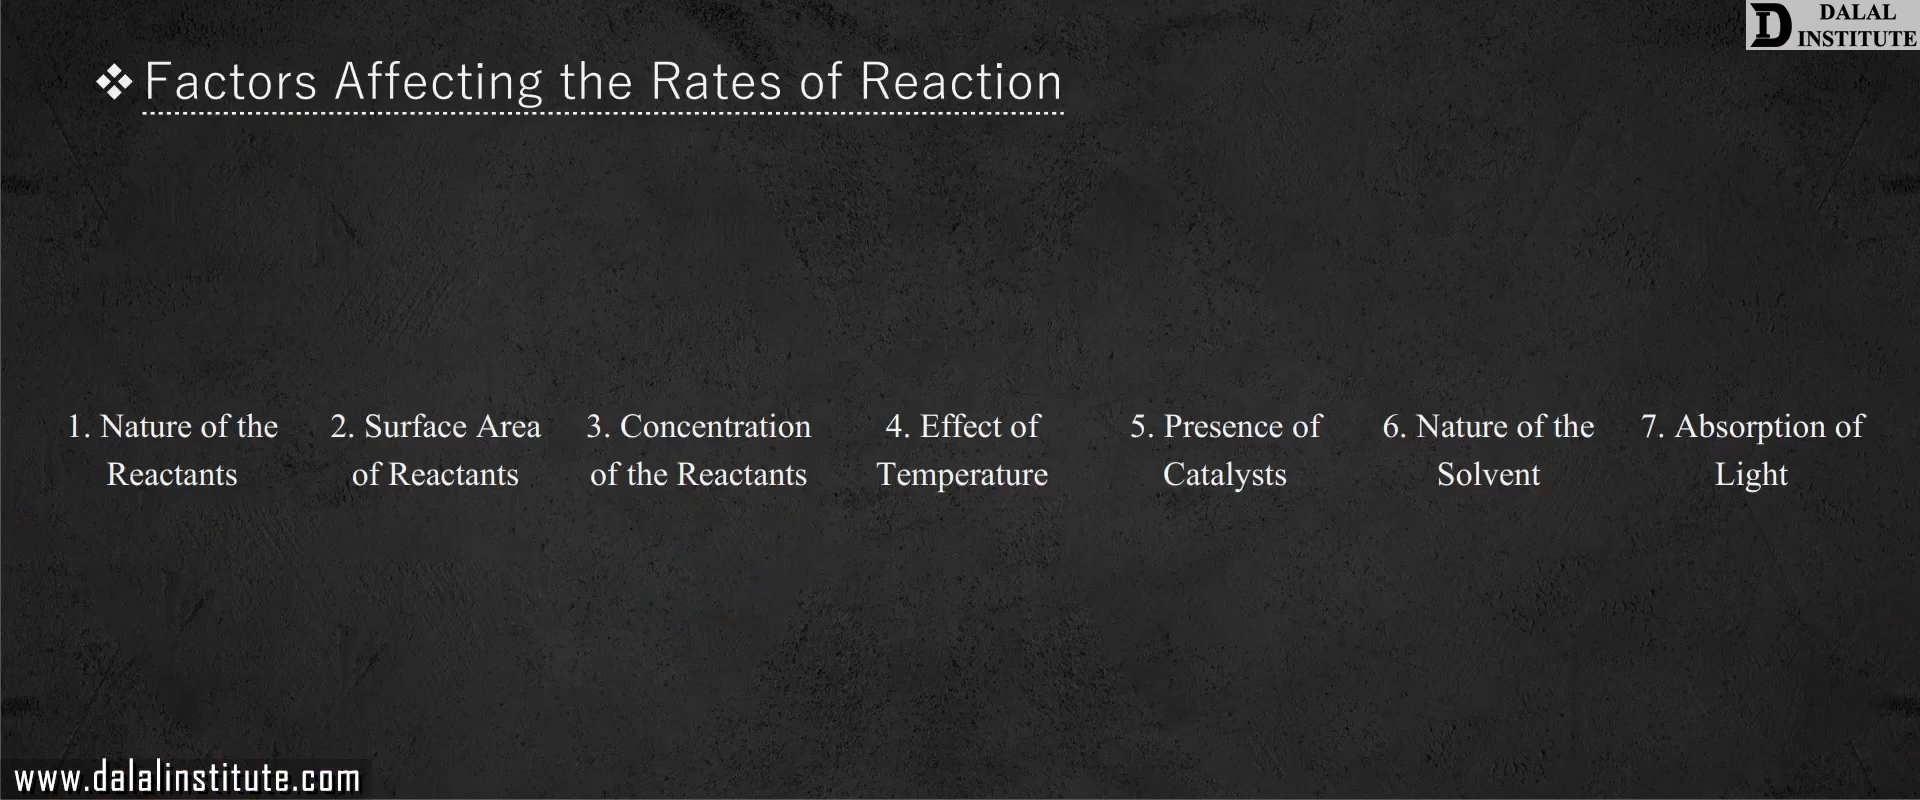 DALAL
INSTITUTE
❖ Factors Affecting the Rates of Reaction
1. Nature of the
Reactants
2. Surface Area
of Reactants
3. Concentration
of the Reactants
4. Effect of
Temperature
5. Presence of
Catalysts
6. Nature of the
Solvent
7. Absorption of
Light
www.dalalinstitute.com